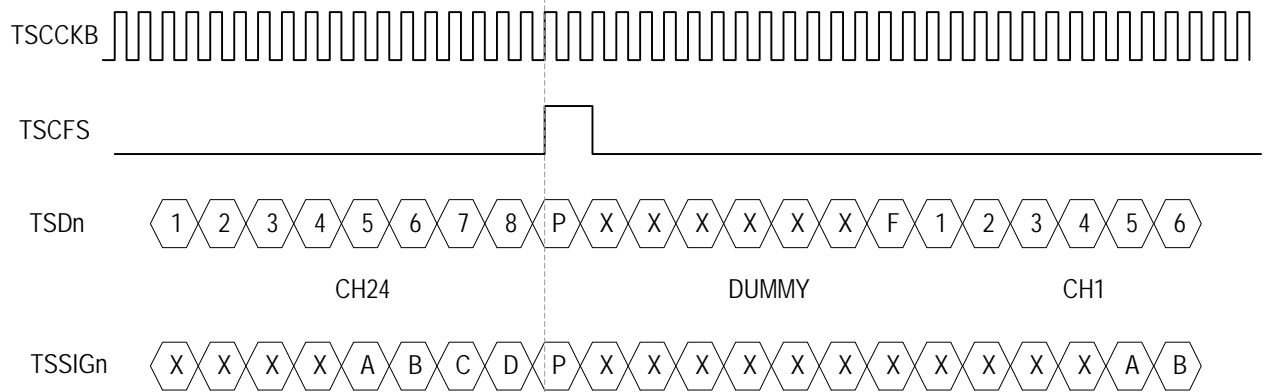 TSCCKB
TSCFS
TSDn 1 2 3 4 5 6 7 8 P X X X X X X F 1 2 3 4 5 6
CH24 DUMMY CH1
TSSIGn X X X X A B C D P X X X X X X X X X X X A B